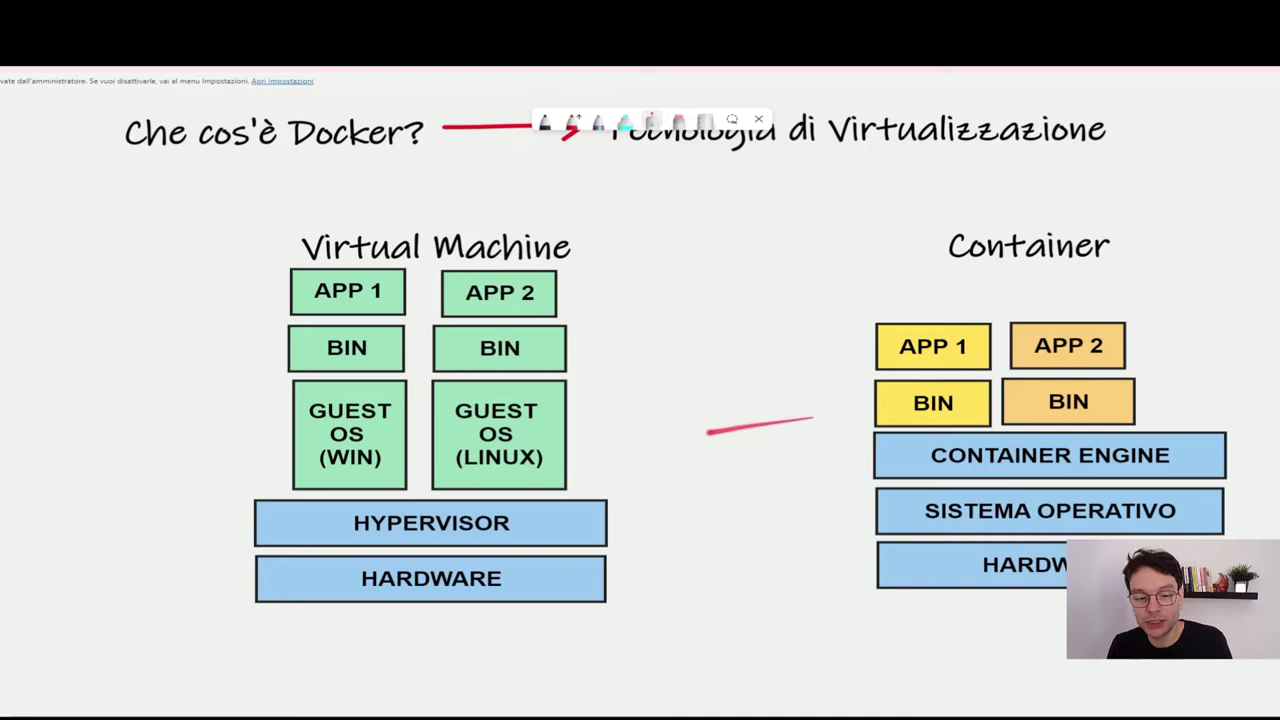 vate dall'amministratore. Se vuoi disattivarle, vai al menu Impostazioni. Apri Impostazioni
Che cos'è Docker?
Tecnologia di Virtualizzazione
Virtual Machine
APP 1
APP 2
BIN
BIN
GUEST
OS
(WIN)
GUEST
OS
(LINUX)
HYPERVISOR
HARDWARE
Container
APP 1
APP 2
BIN
BIN
CONTAINER ENGINE
SISTEMA OPERATIVO
HARDW